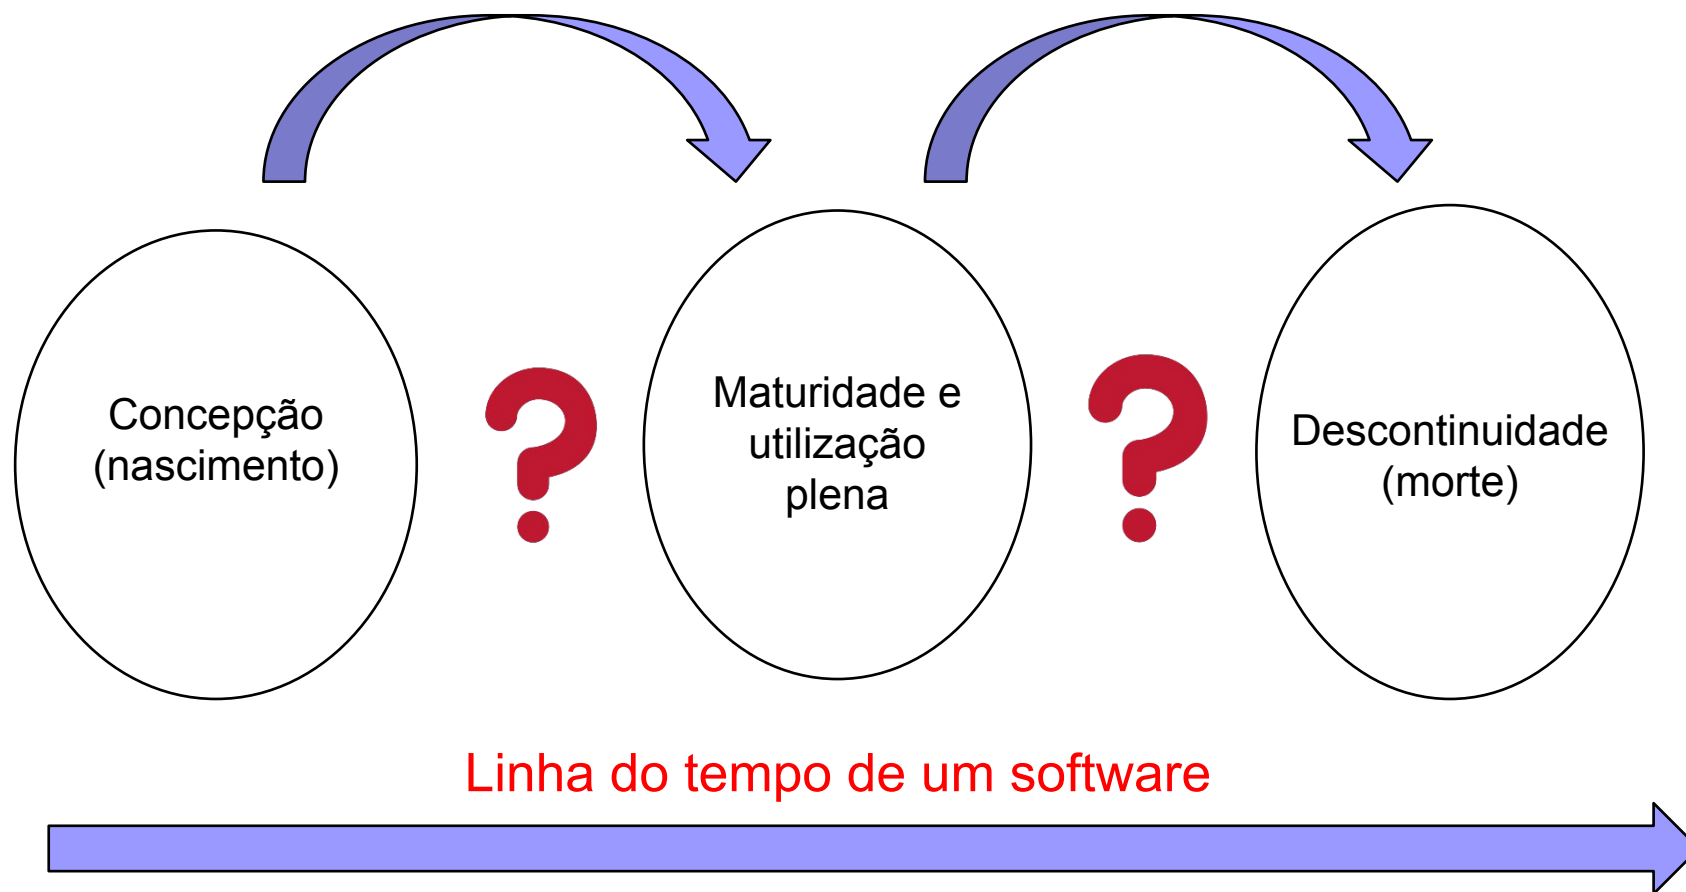 Concepção
(nascimento)
Maturidade e
utilização
plena
Descontinuidade
(morte)
Linha do tempo de um software